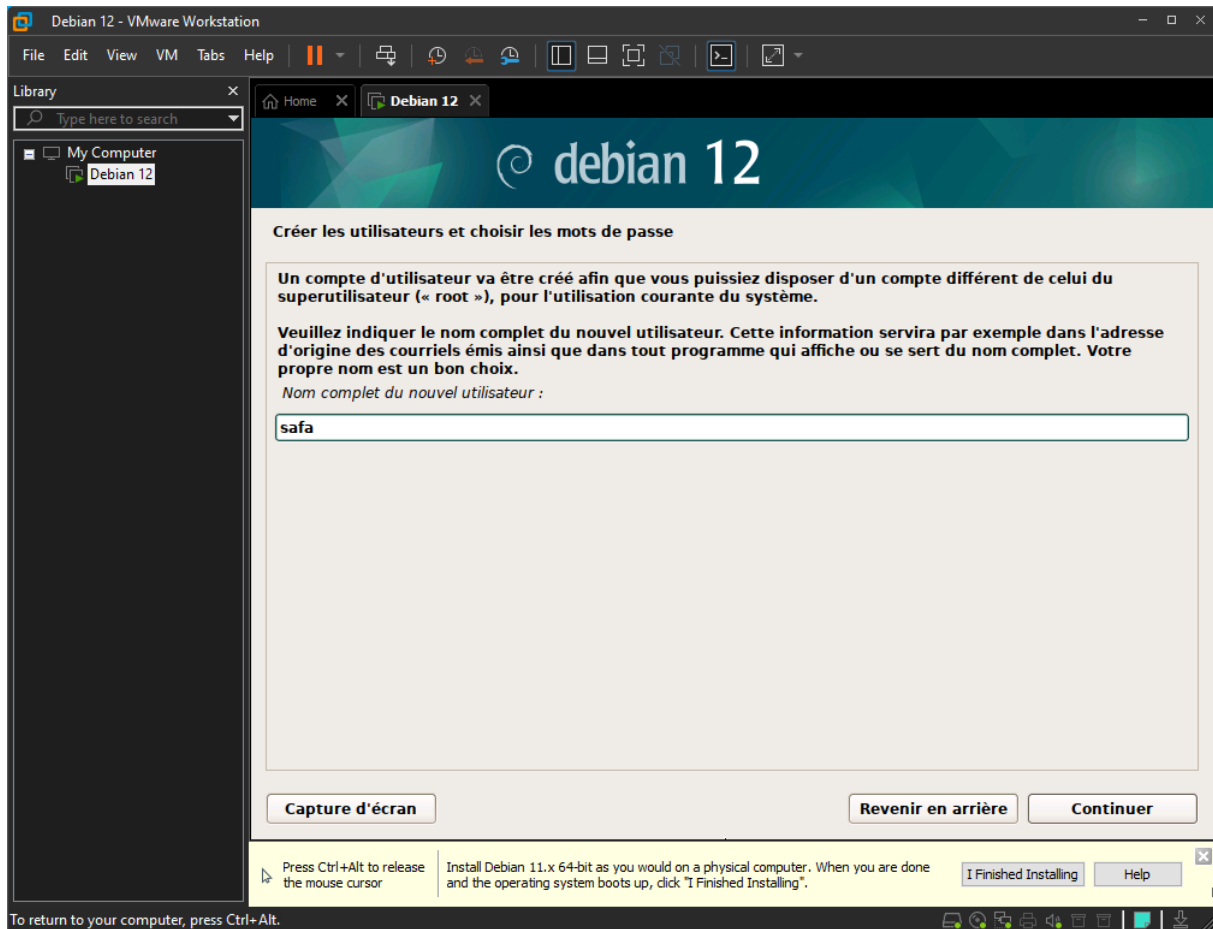 Debian 12 - VMware Workstation
File Edit View VM Tabs Help
Library
Type here to search
My Computer
Debian 12
Home
Debian 12
debian 12
Créer les utilisateurs et choisir les mots de passe
Un compte d'utilisateur va être créé afin que vous puissiez disposer d'un compte différent de celui du
superutilisateur (« root »), pour l'utilisation courante du système.
Veuillez indiquer le nom complet du nouvel utilisateur. Cette information servira par exemple dans l'adresse
d'origine des courriels émis ainsi que dans tout programme qui affiche ou se sert du nom complet. Votre
propre nom est un bon choix.
Nom complet du nouvel utilisateur :
safa
Capture d'écran
Revenir en arrière
Continuer
Press Ctrl+Alt to release
the mouse cursor
Install Debian 11.x 64-bit as you would on a physical computer. When you are done
and the operating system boots up, click "I Finished Installing".
I Finished Installing
Help
To return to your computer, press Ctrl+Alt.